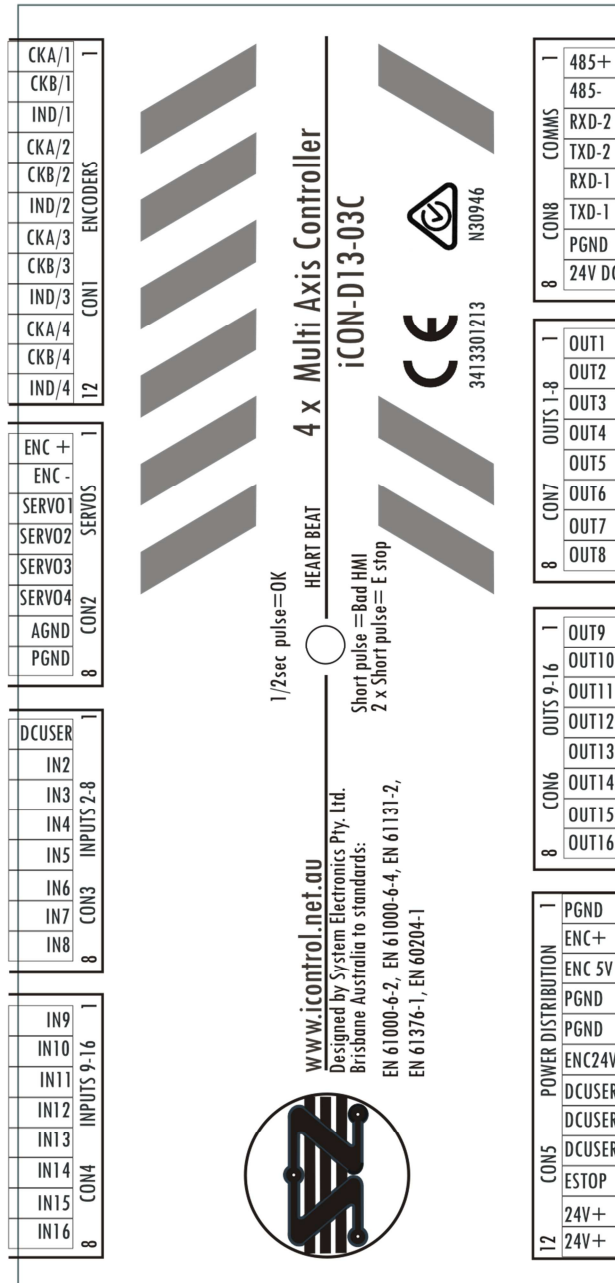 CKA/1
CKB/1
IND/1
CKA/2
CKB/2
IND/2
CKA/3
CKB/3
IND/3
CKA/4
CKB/4
IND/4
1
ENCODERS
CON1
12
ENC +
ENC -
SERVO1
SERVO2
SERVO3
SERVO4
AGND
PGND
1
SERVOS
CON2
8
DCUSER
IN2
IN3
IN4
IN5
IN6
IN7
IN8
1
INPUTS 2-8
CON3
8
IN9
IN10
IN11
IN12
IN13
IN14
IN15
IN16
1
INPUTS 9-16
CON4
8
4 x Multi Axis Controller
iCON-D13-03C
N30946
CE
3413301213
1/2sec pulse=OK
HEART BEAT
Short pulse =Bad HMI
2 x Short pulse= E stop
www.icontrol.net.au
Designed by System Electronics Pty. Ltd.
Brisbane Australia to standards:
EN 61000-6-2, EN 61000-6-4, EN 61131-2,
EN 61376-1, EN 60204-1
1
COMMS
CON8
8
485+
485-
RXD-2
TXD-2
RXD-1
TXD-1
PGND
24V DC
1
OUTS 1-8
CON7
8
OUT1
OUT2
OUT3
OUT4
OUT5
OUT6
OUT7
OUT8
1
OUTS 9-16
CON6
8
OUT9
OUT10
OUT11
OUT12
OUT13
OUT14
OUT15
OUT16
1
POWER DISTRIBUTION
CON5
12
PGND
ENC+
ENC 5V
PGND
PGND
ENC24V
DCUSER
DCUSER
DCUSER
ESTOP
24V+
24V+